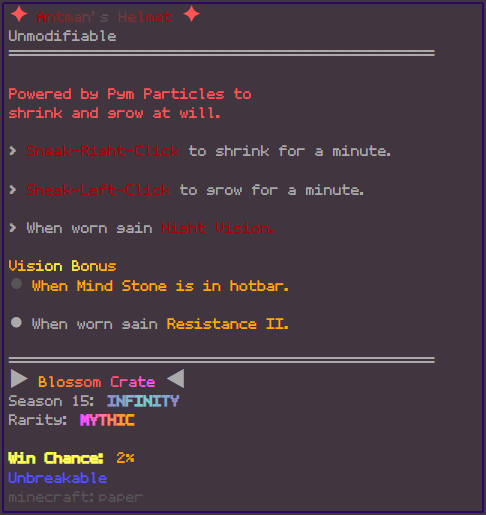 ✦ Antman's Helmet ✦
Unmodifiable
Powered by Pym Particles to
shrink and grow at will.
› Sneak-Right-Click to shrink for a minute.
› Sneak-Left-Click to grow for a minute.
› When worn gain Night Vision.
Vision Bonus
● When Mind Stone is in hotbar.
● When worn gain Resistance II.
▶ Blossom Crate ◀
Season 15: INFINITY
Rarity: MYTHIC
Win Chance: 2%
Unbreakable
minecraft:paper